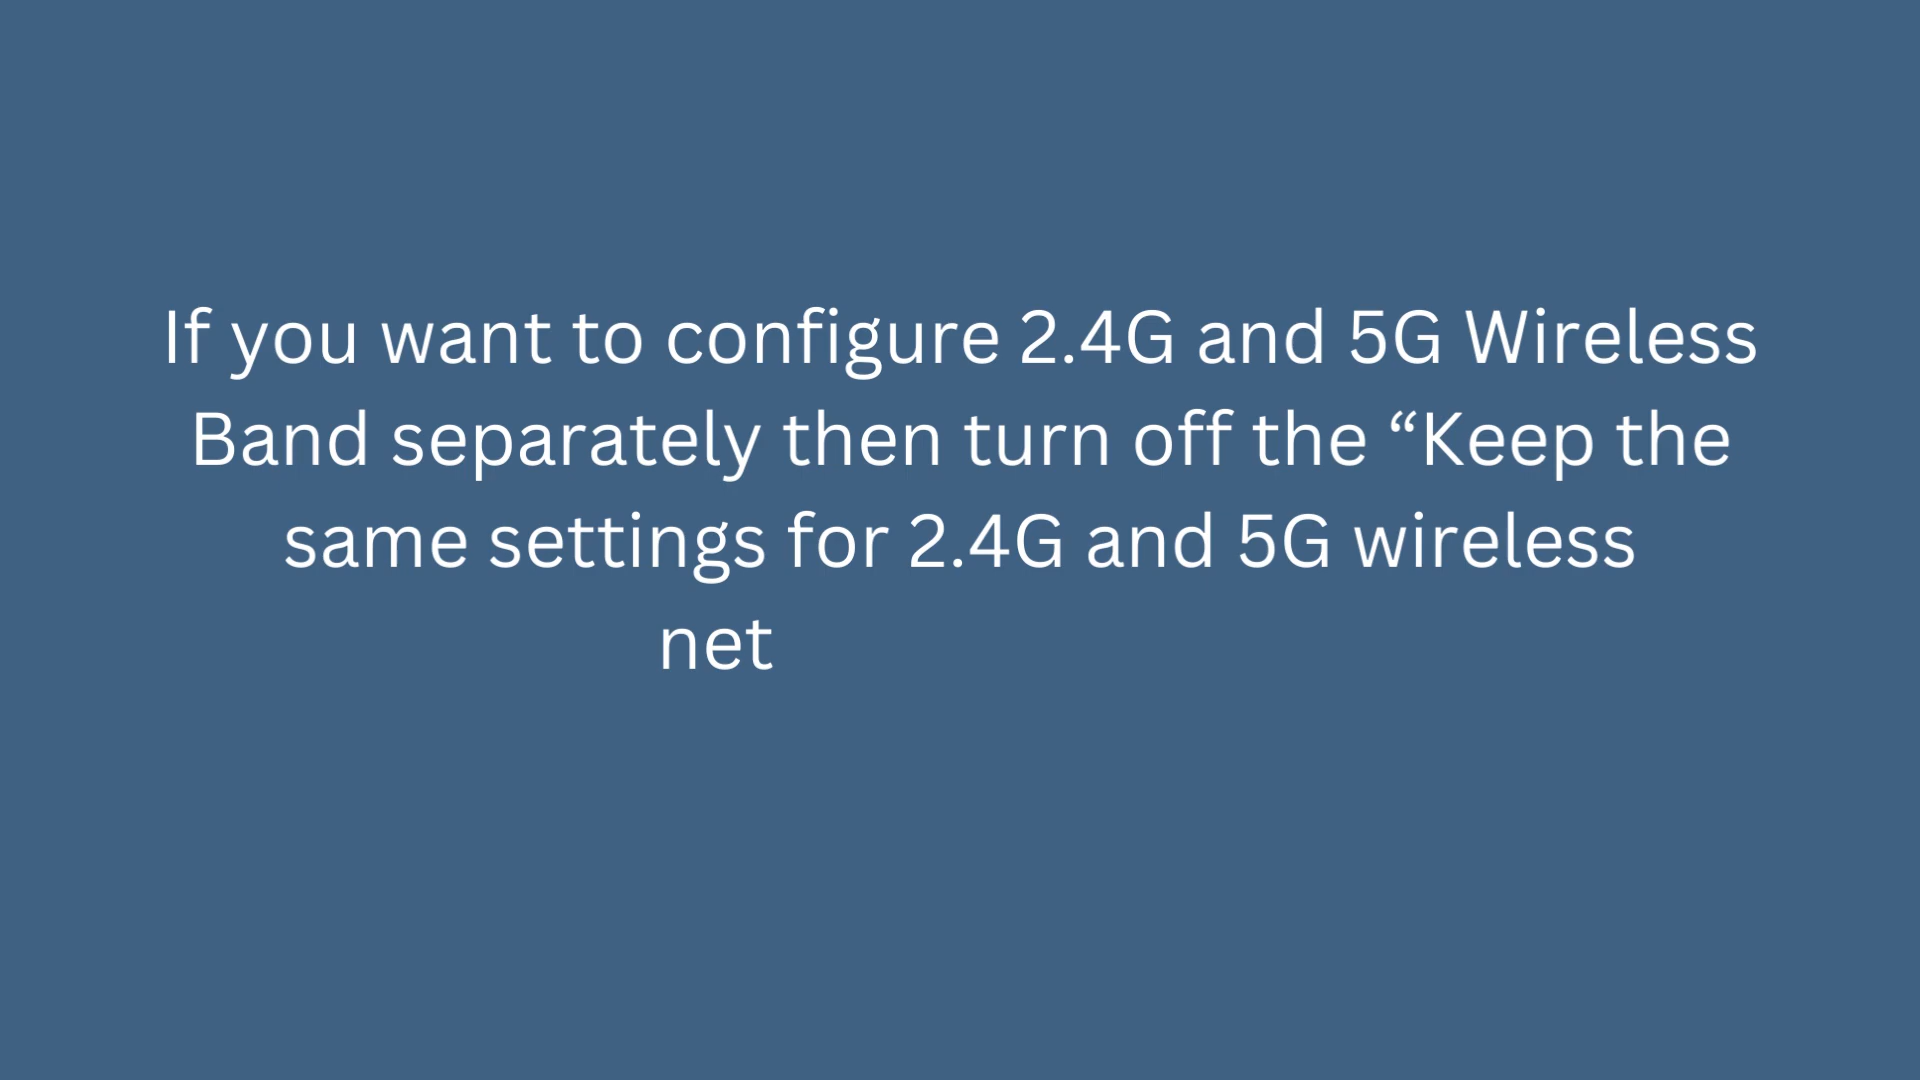 If you want to configure 2.4G and 5G Wireless
Band separately then turn off the “Keep the
same settings for 2.4G and 5G wireless
net